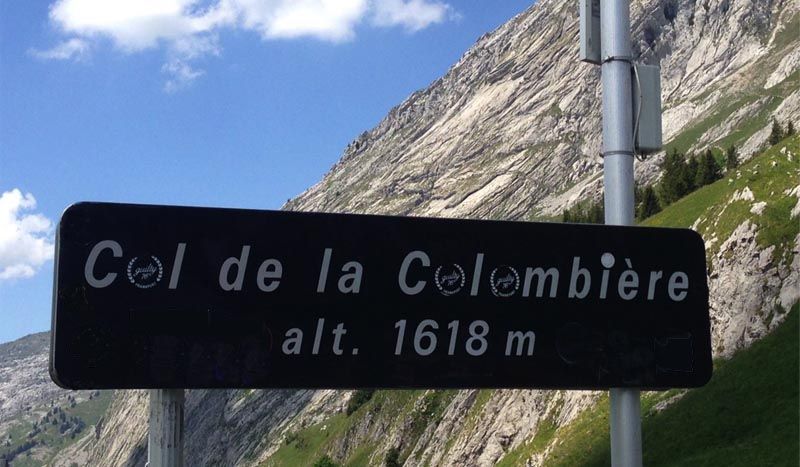 Col de la Colombière
alt. 1618 m